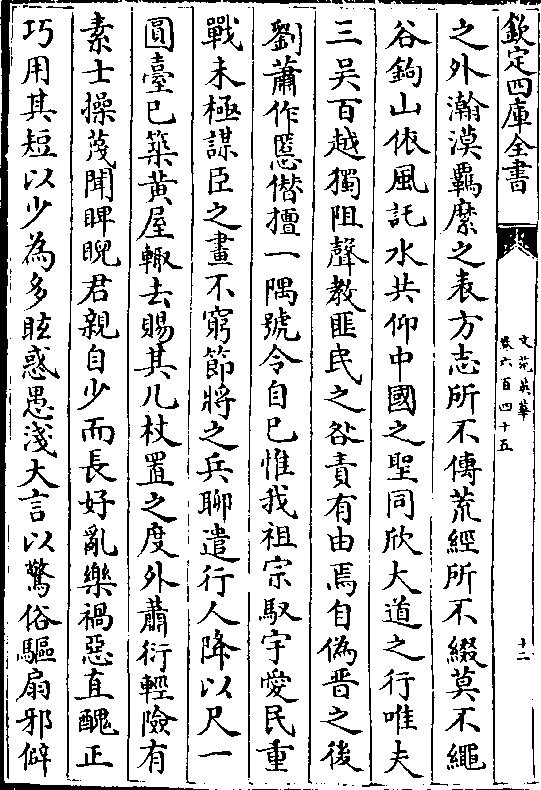 欽定四庫全書
文苑英華
卷六百四十五
十二
之外瀚漠羈縻之表方志所不傳荒經所不綴莫不繩
谷鉤山依風託水共仰中國之聖同欣大道之行唯夫
三吳百越獨阻聲教匪民之咎責有由焉自偽晉之後
劉蕭作慝僣擅一隅號令自已惟我祖宗馭宇愛民重
戰未極謀臣之畫不窮節將之兵聊遣行人降以尺一
圓臺已築黃屋輙去賜其几杖置之度外蕭衍輕險有
素士操蔑聞睥睨君親自少而長好亂樂禍惡直醜正
巧用其短以少為多眩惑愚淺大言以驚俗驅扇邪僻